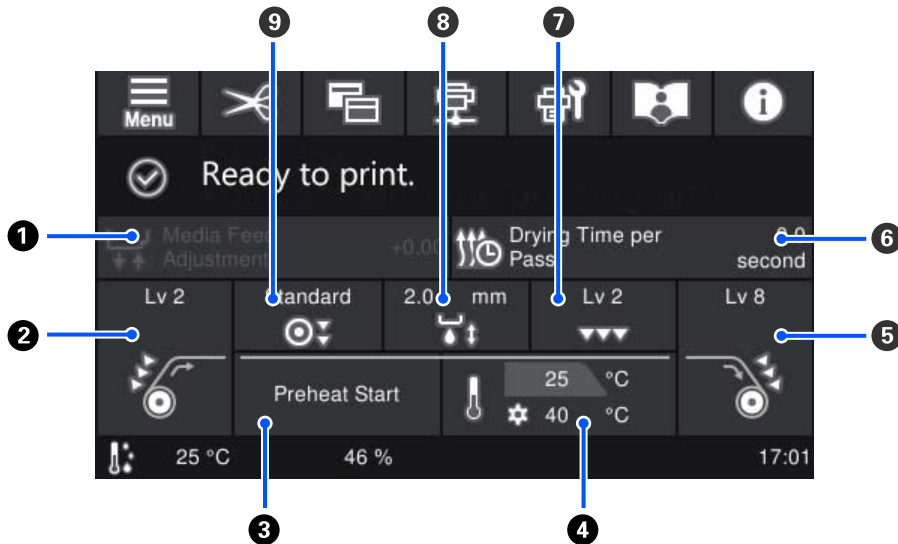 9 8 7
Menu
Ready to print.
1
Media Feed
Adjustment
+0.00
Drying Time per
Pass
0.0
second
6
Lv 2
Standard
2.0 mm
Lv 2
Lv 8
2
5
Preheat Start
25 °C
40 °C
25 °C 46 %
17:01
3 4